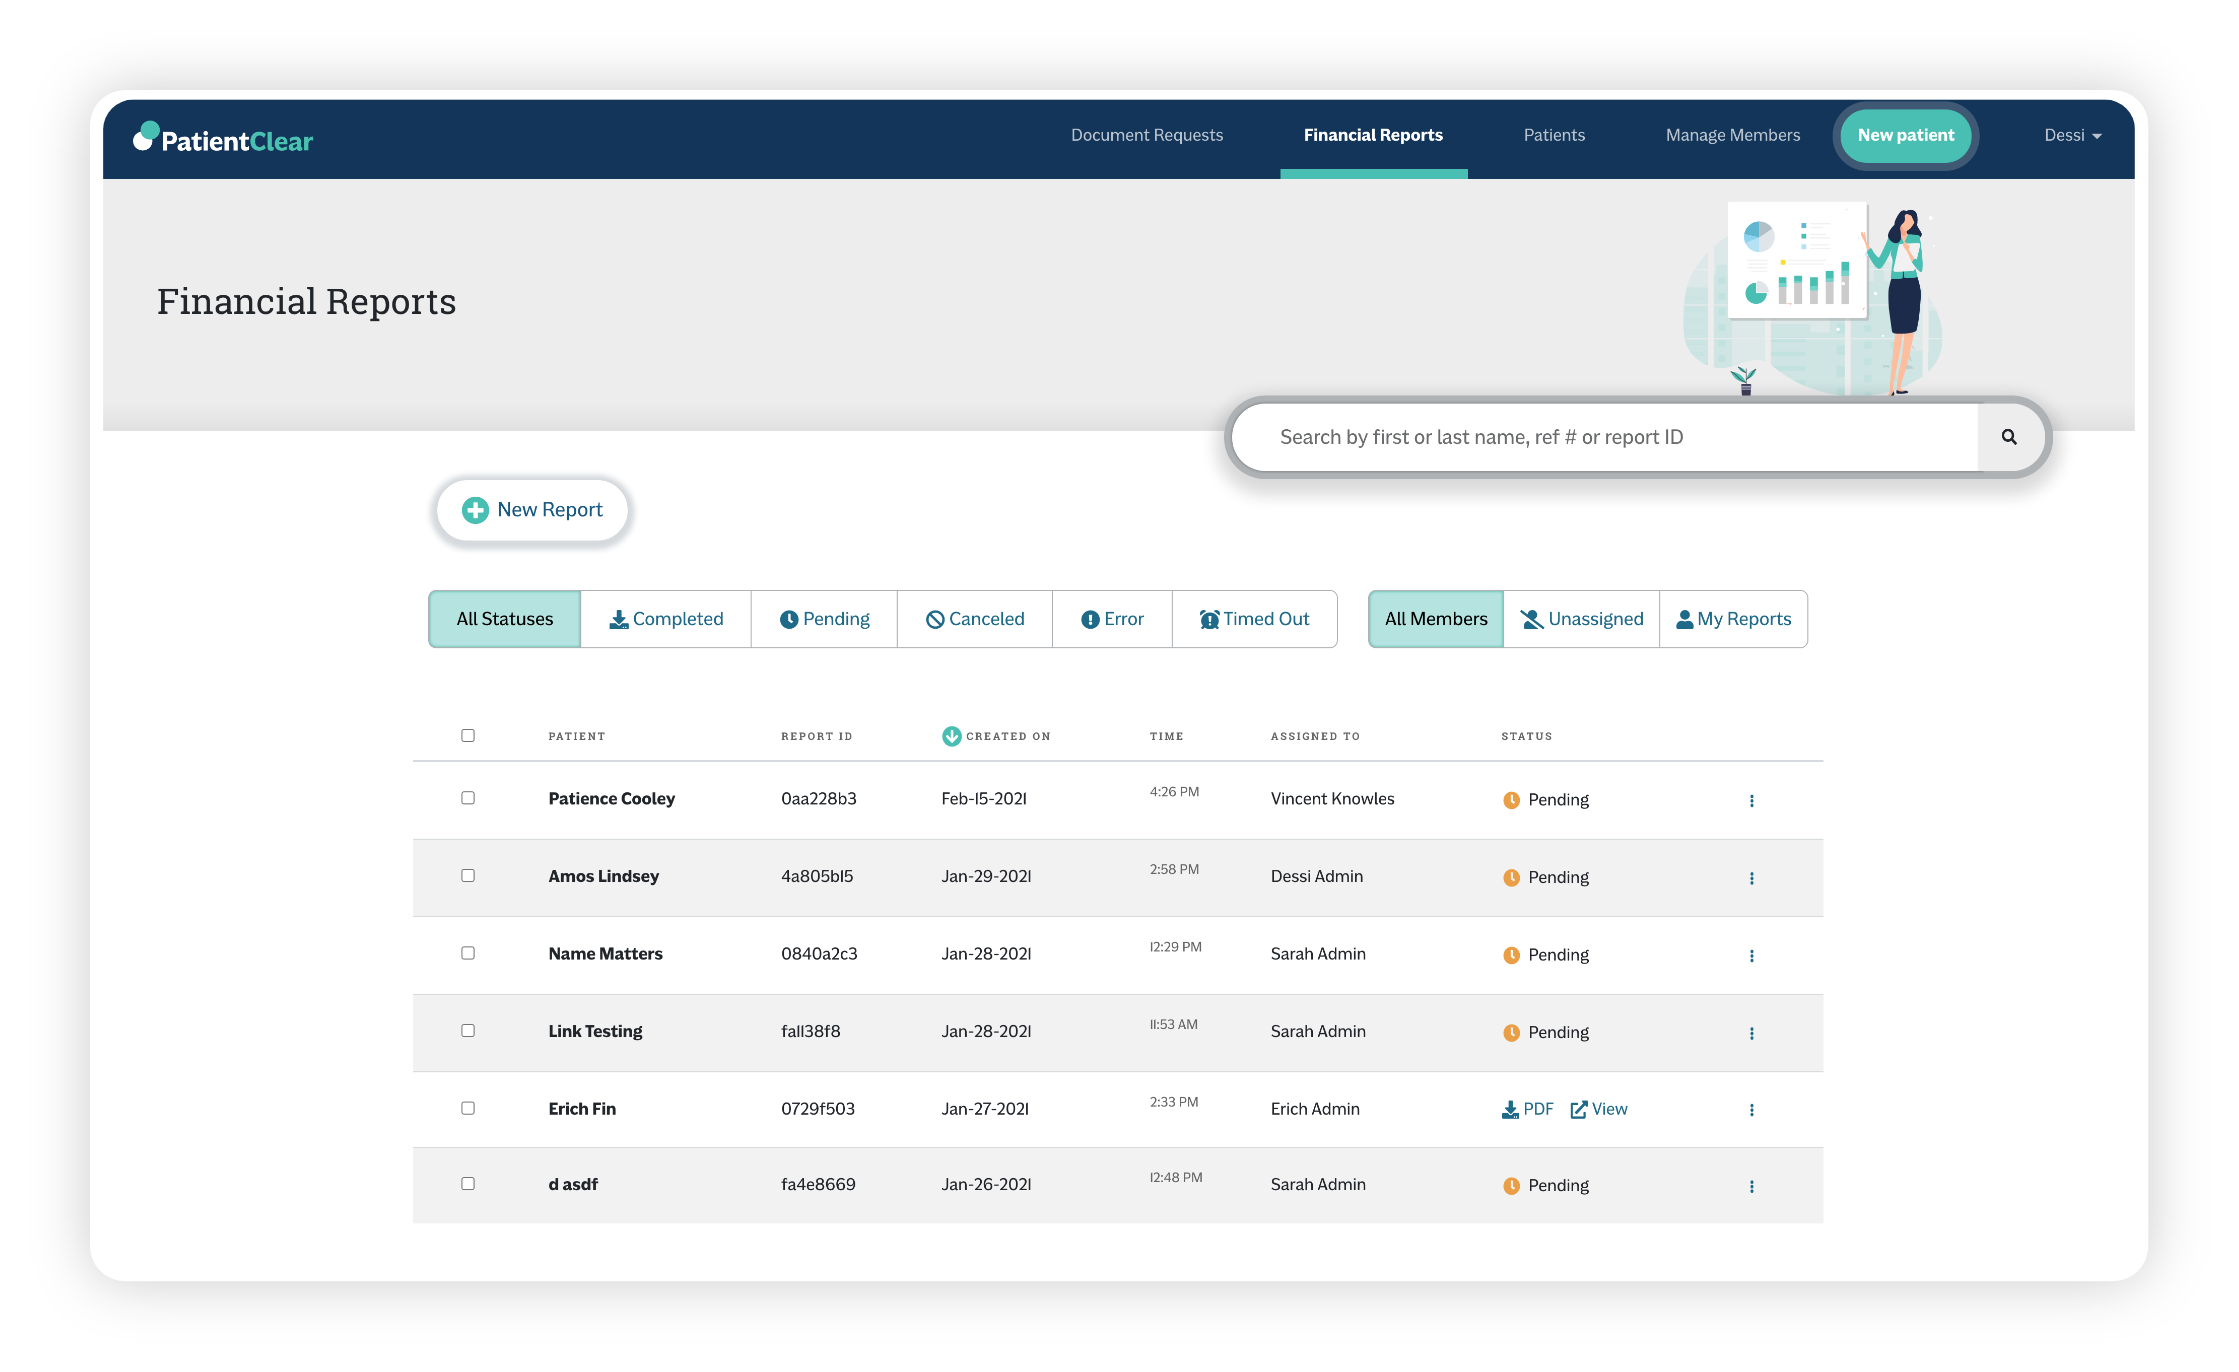 PatientClear
Document Requests Financial Reports Patients Manage Members New patient Dessi
Financial Reports
Search by first or last name, ref # or report ID
New Report
All Statuses Completed Pending Canceled Error Timed Out All Members Unassigned My Reports
PATIENT REPORT ID CREATED ON TIME ASSIGNED TO STATUS
Patience Cooley 0aa228b3 Feb-15-2021 4:26 PM Vincent Knowles Pending
Amos Lindsey 4a805b15 Jan-29-2021 2:58 PM Dessi Admin Pending
Name Matters 0840a2c3 Jan-28-2021 12:29 PM Sarah Admin Pending
Link Testing fa1138f8 Jan-28-2021 11:53 AM Sarah Admin Pending
Erich Fin 0729f503 Jan-27-2021 2:33 PM Erich Admin PDF View
d asdf fa4e8669 Jan-26-2021 12:48 PM Sarah Admin Pending